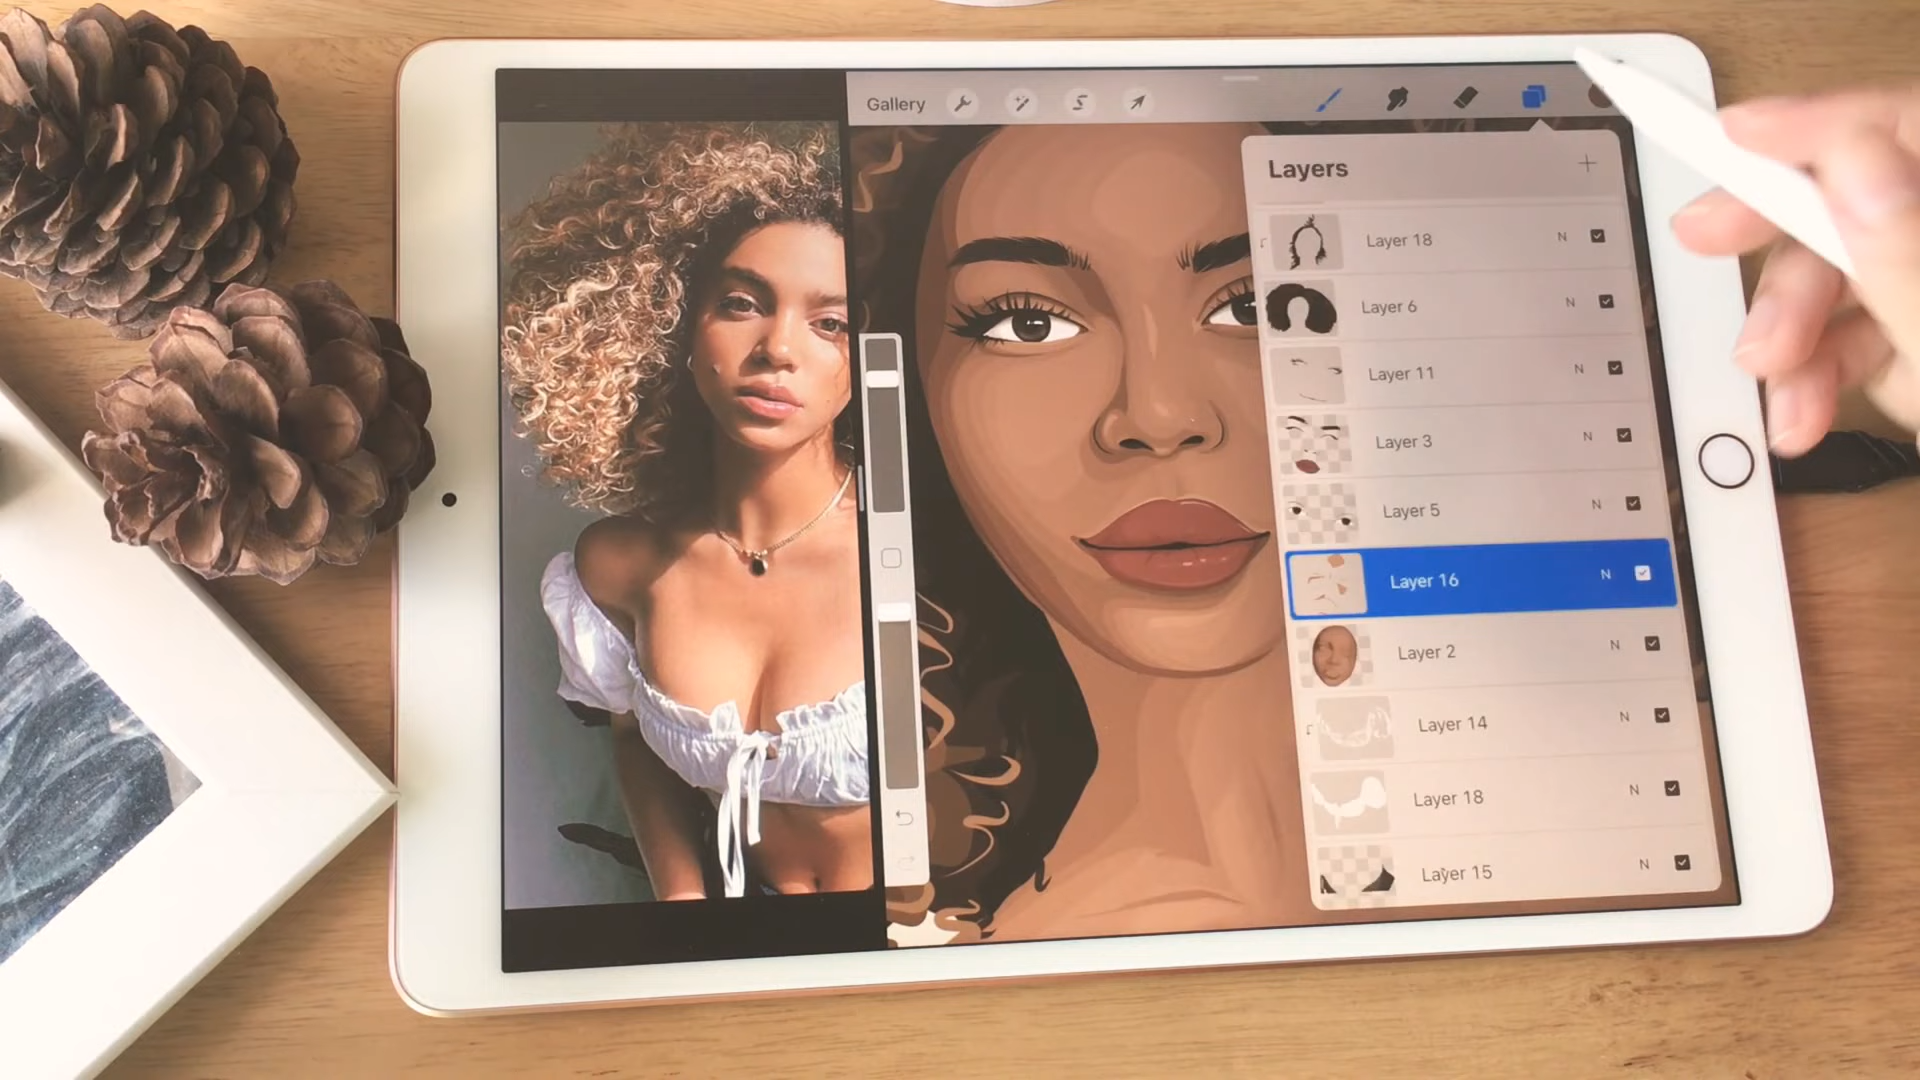 Gallery
Layers
Layer 18 N
Layer 6 N
Layer 11 N
Layer 3 N
Layer 5 N
Layer 16 N
Layer 2 N
Layer 14 N
Layer 18 N
Layer 15 N